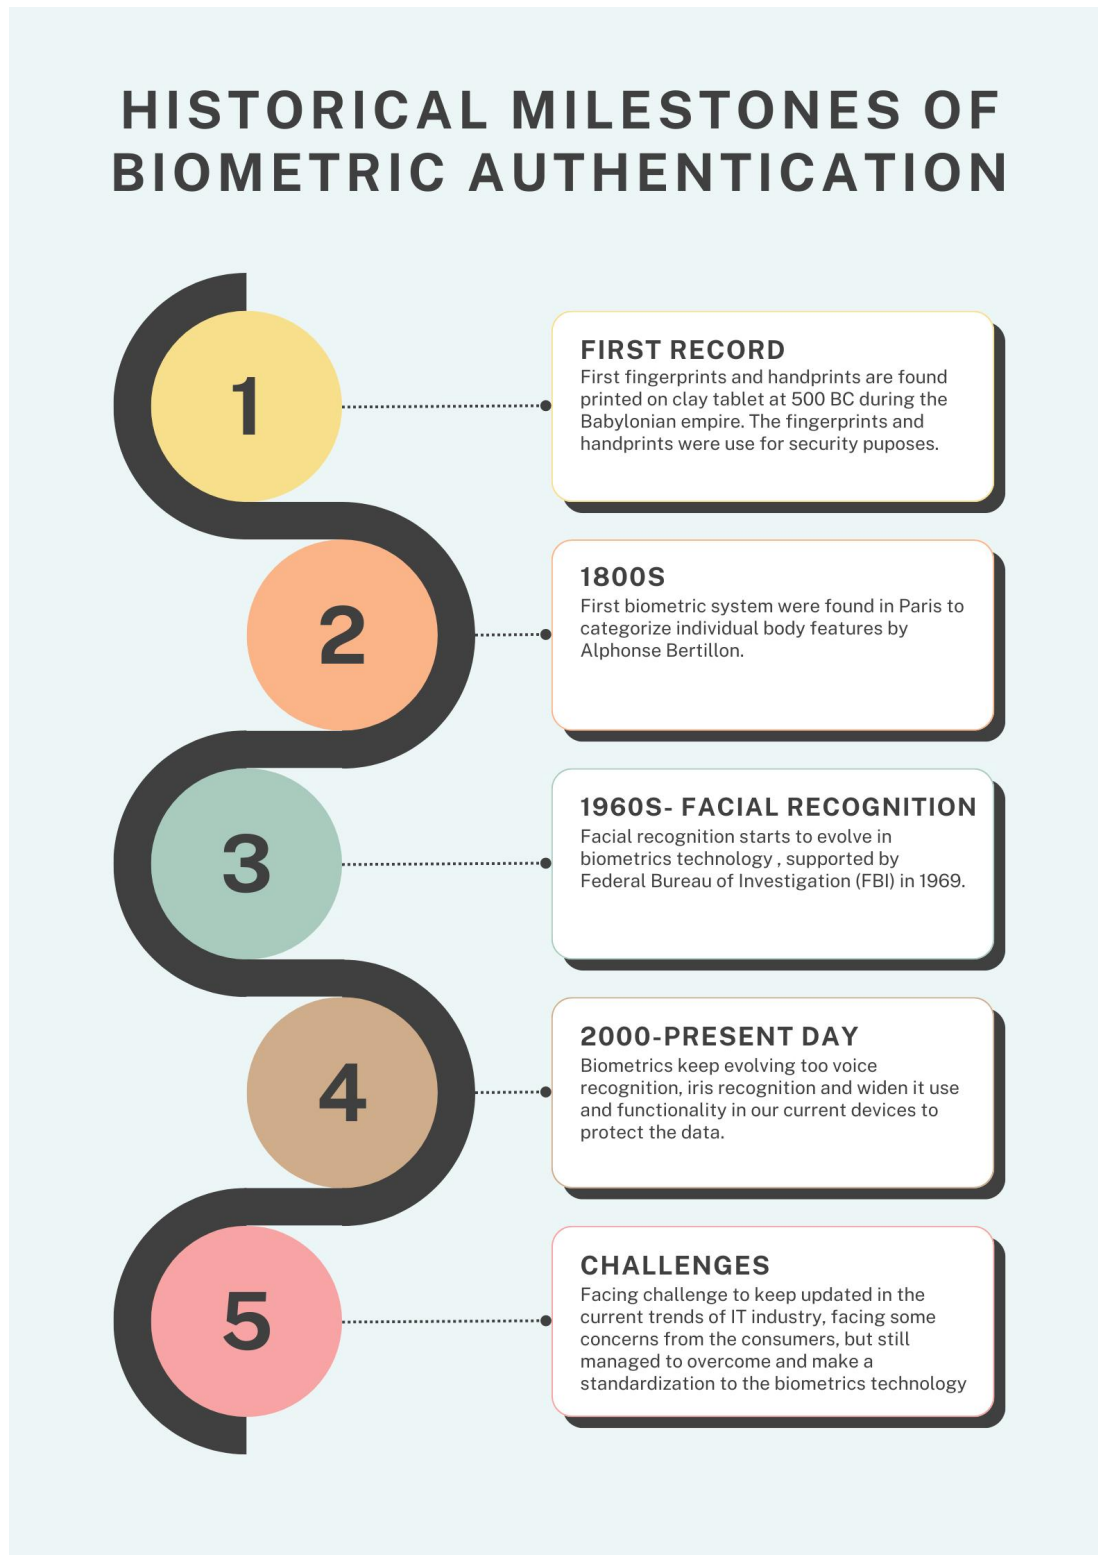 HISTORICAL MILESTONES OF
BIOMETRIC AUTHENTICATION
1
FIRST RECORD
First fingerprints and handprints are found
printed on clay tablet at 500 BC during the
Babylonian empire. The fingerprints and
handprints were use for security puposes.
2
1800S
First biometric system were found in Paris to
categorize individual body features by
Alphonse Bertillon.
3
1960S- FACIAL RECOGNITION
Facial recognition starts to evolve in
biometrics technology , supported by
Federal Bureau of Investigation (FBI) in 1969.
4
2000-PRESENT DAY
Biometrics keep evolving too voice
recognition, iris recognition and widen it use
and functionality in our current devices to
protect the data.
5
CHALLENGES
Facing challenge to keep updated in the
current trends of IT industry, facing some
concerns from the consumers, but still
managed to overcome and make a
standardization to the biometrics technology